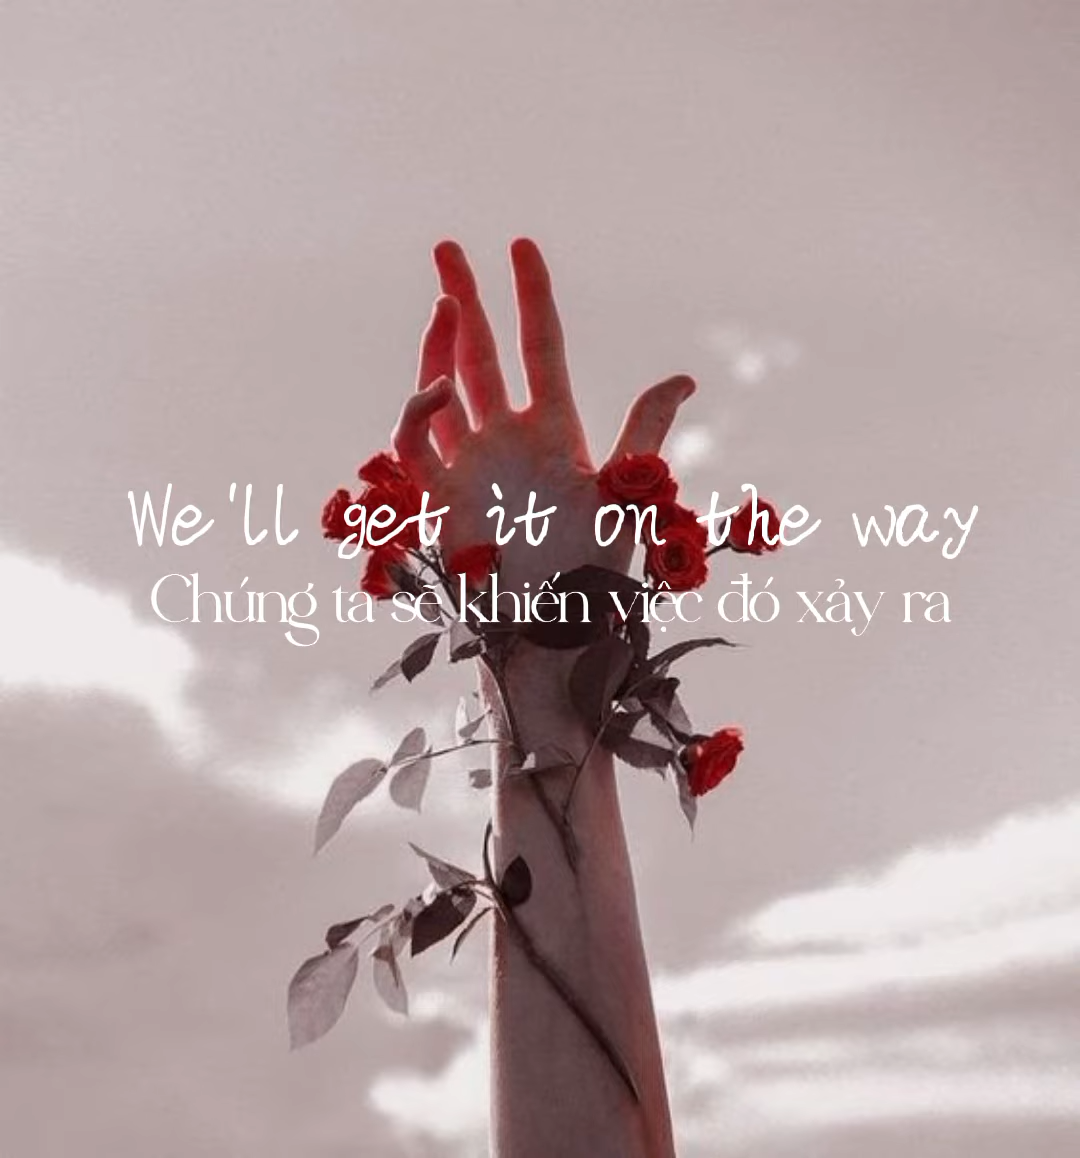 We'll get it on the way
Chúng ta sẽ khiến việc đó xảy ra